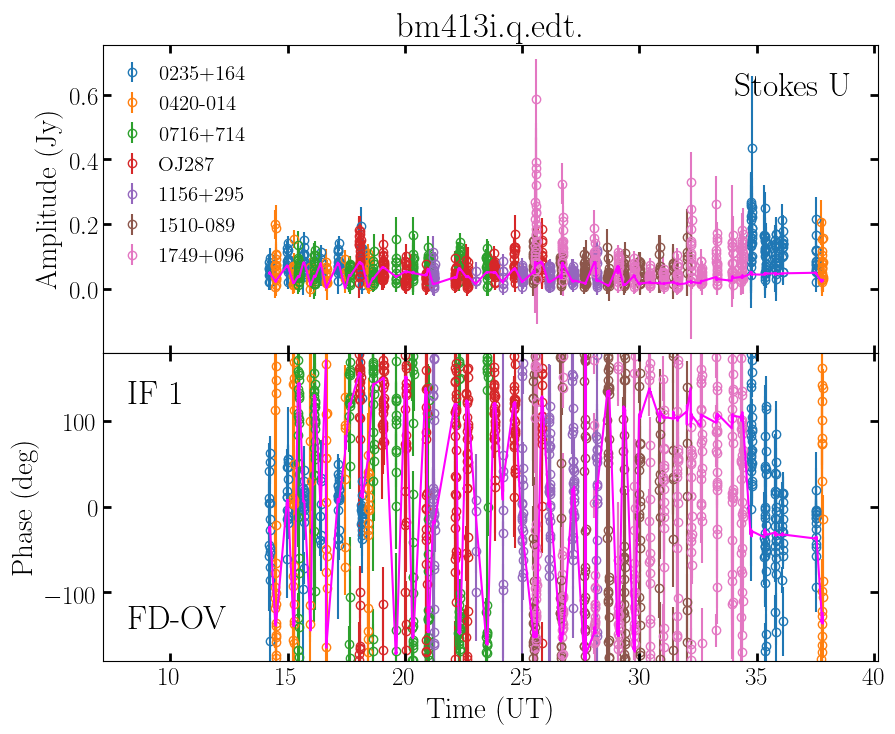 bm413i.q.edt.
0235+164
0420-014
0716+714
OJ287
1156+295
1510-089
1749+096
Stokes U
Amplitude (Jy)
0.6
0.4
0.2
0.0
IF 1
FD-OV
Phase (deg)
100
0
−100
10 15 20 25 30 35 40
Time (UT)